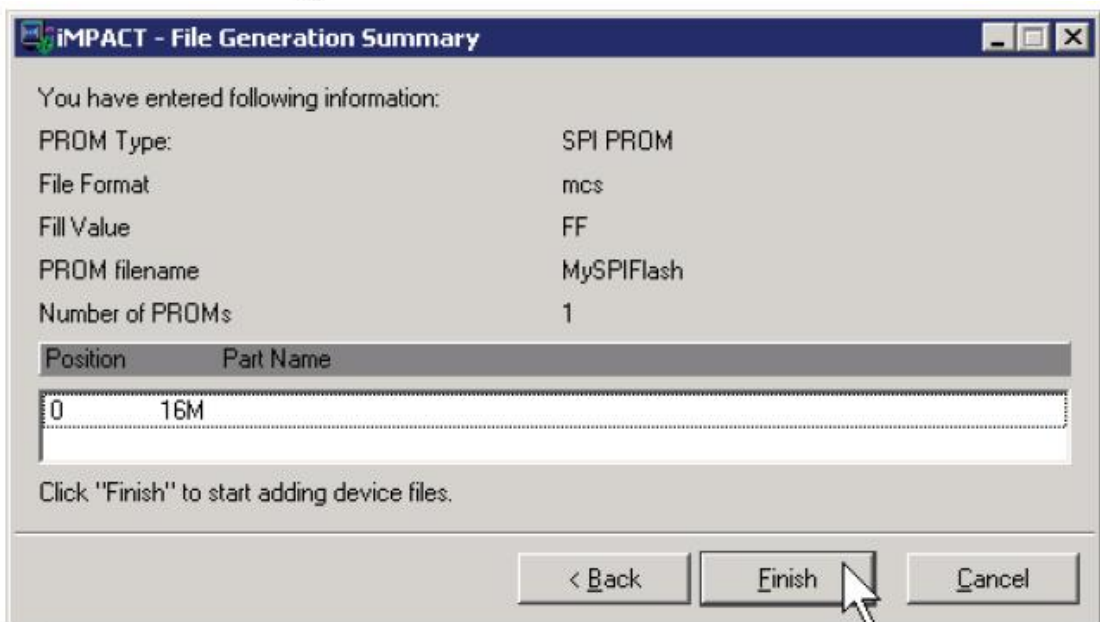 iMPACT - File Generation Summary
You have entered following information:
PROM Type: SPI PROM
File Format mcs
Fill Value FF
PROM filename MySPIFlash
Number of PROMs 1
Position Part Name
0 16M
Click "Finish" to start adding device files.
< Back Finish Cancel